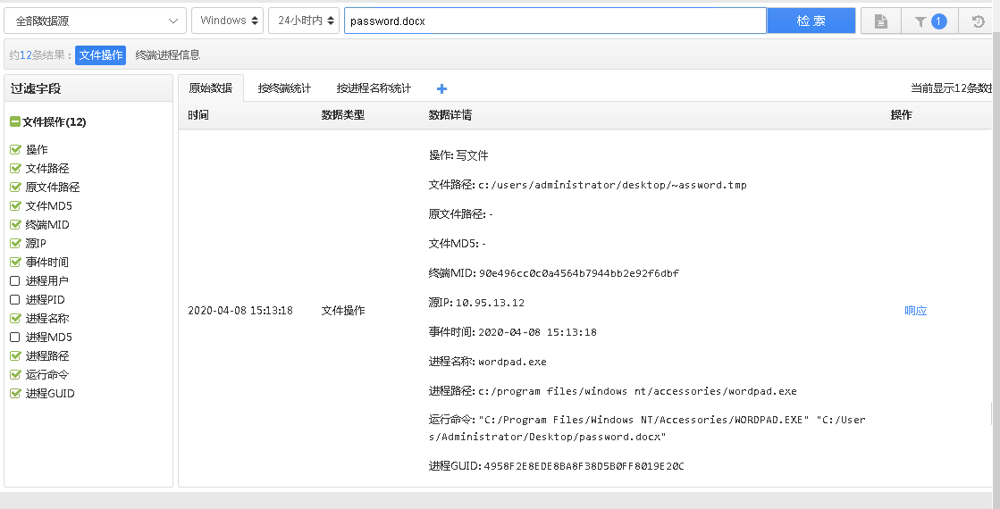 全部数据源 Windows 24小时内 password.docx 检 索 1
约12条结果： 文件操作 终端进程信息
过滤字段
文件操作(12)
操作
文件路径
原文件路径
文件MD5
终端MID
源IP
事件时间
进程用户
进程PID
进程名称
进程MD5
进程路径
运行命令
进程GUID
原始数据 按终端统计 按进程名称统计 + 当前显示12条数据
时间 数据类型 数据详情 操作
操作: 写文件
文件路径: c:/users/administrator/desktop/~assword.tmp
原文件路径: -
文件MD5: -
终端MID: 90e496cc0c0a4564b7944bb2e92f6dbf
源IP: 10.95.13.12
2020-04-08 15:13:18 文件操作 响应
事件时间: 2020-04-08 15:13:18
进程名称: wordpad.exe
进程路径: c:/program files/windows nt/accessories/wordpad.exe
运行命令: "C:/Program Files/Windows NT/Accessories/WORDPAD.EXE" "C:/User
s/Administrator/Desktop/password.docx"
进程GUID: 4958F2E8EDE8BA8F38D5B0FF8019E20C